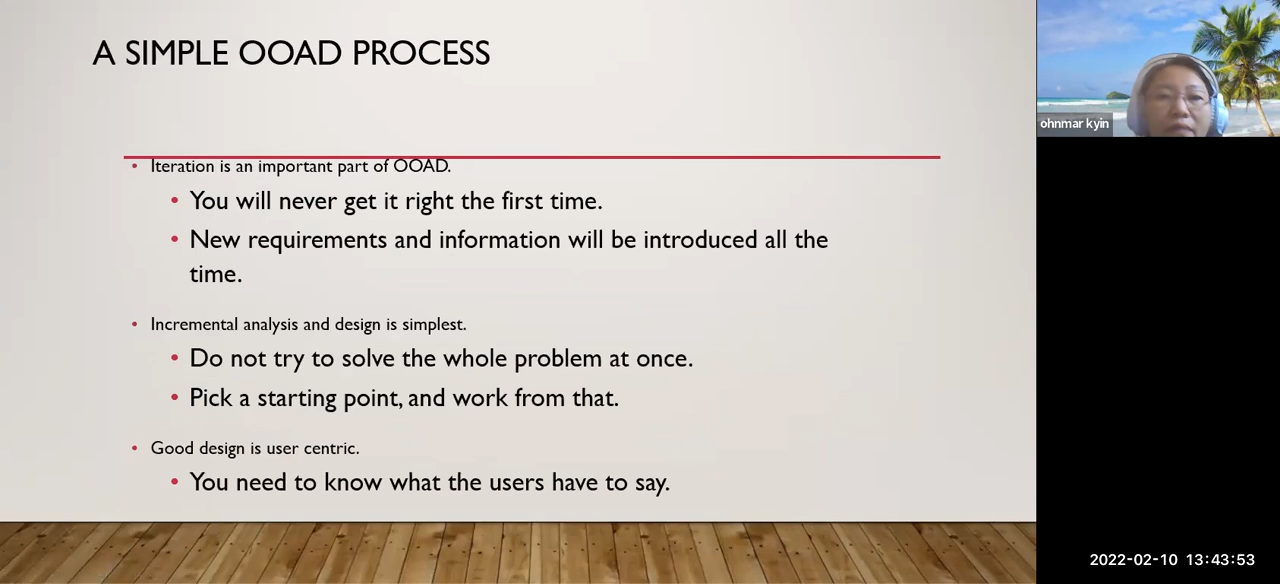 A SIMPLE OOAD PROCESS
• Iteration is an important part of OOAD.
• You will never get it right the first time.
• New requirements and information will be introduced all the
time.
• Incremental analysis and design is simplest.
• Do not try to solve the whole problem at once.
• Pick a starting point, and work from that.
• Good design is user centric.
• You need to know what the users have to say.
ohnmar kyin
2022-02-10 13:43:53